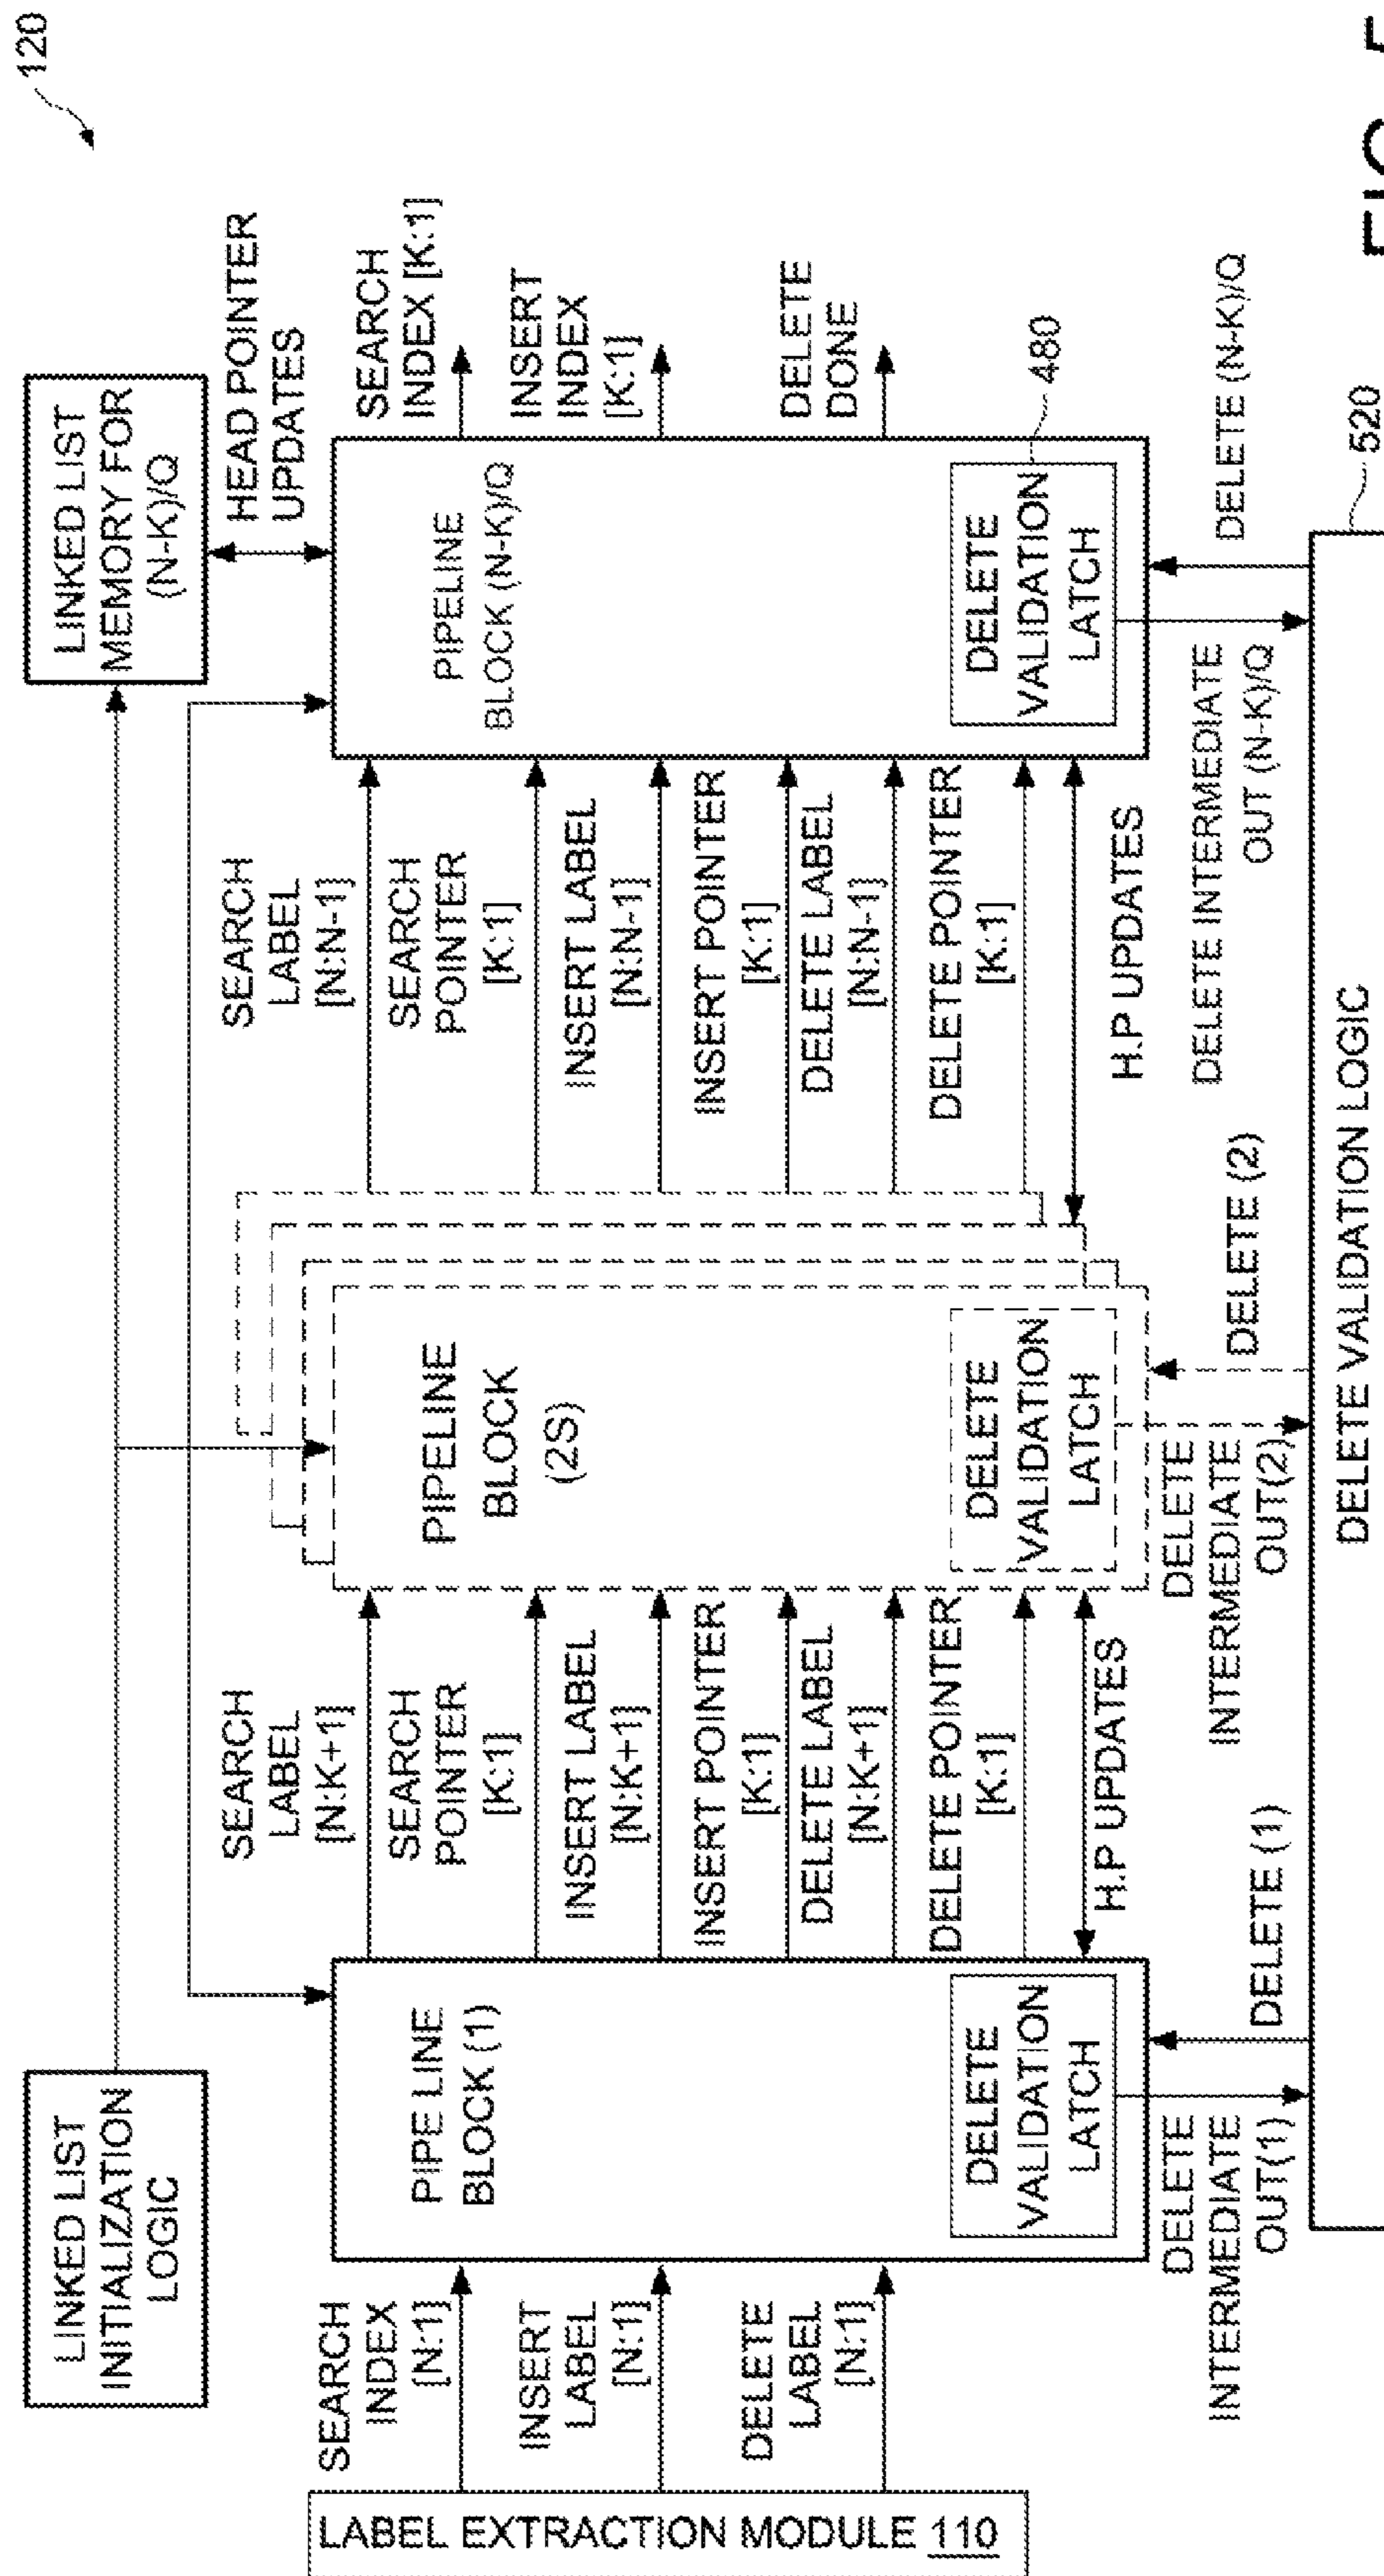 120
LINKED LIST
INITIALIZATION
LOGIC
LINKED LIST
MEMORY FOR
(N-K)/Q
HEAD POINTER
UPDATES
LABEL EXTRACTION MODULE 110
SEARCH
INDEX
[N:1]
INSERT
LABEL
[N:1]
DELETE
LABEL
[N:1]
PIPE LINE
BLOCK (1)
DELETE
VALIDATION
LATCH
SEARCH
LABEL
[N:K+1]
SEARCH
POINTER
[K:1]
INSERT LABEL
[N:K+1]
INSERT POINTER
[K:1]
DELETE LABEL
[N:K+1]
DELETE POINTER
[K:1]
H.P UPDATES
PIPELINE
BLOCK
(2S)
DELETE
VALIDATION
LATCH
SEARCH
LABEL
[N:N-1]
SEARCH
POINTER
[K:1]
INSERT LABEL
[N:N-1]
INSERT POINTER
[K:1]
DELETE LABEL
[N:N-1]
DELETE POINTER
[K:1]
H.P UPDATES
PIPELINE
BLOCK (N-K)/Q
DELETE
VALIDATION
LATCH
480
SEARCH
INDEX [K:1]
INSERT
INDEX
[K:1]
DELETE
DONE
DELETE
INTERMEDIATE
OUT(1)
DELETE (1)
DELETE
INTERMEDIATE
OUT(2)
DELETE (2)
DELETE INTERMEDIATE
OUT (N-K)/Q
DELETE (N-K)/Q
DELETE VALIDATION LOGIC
520